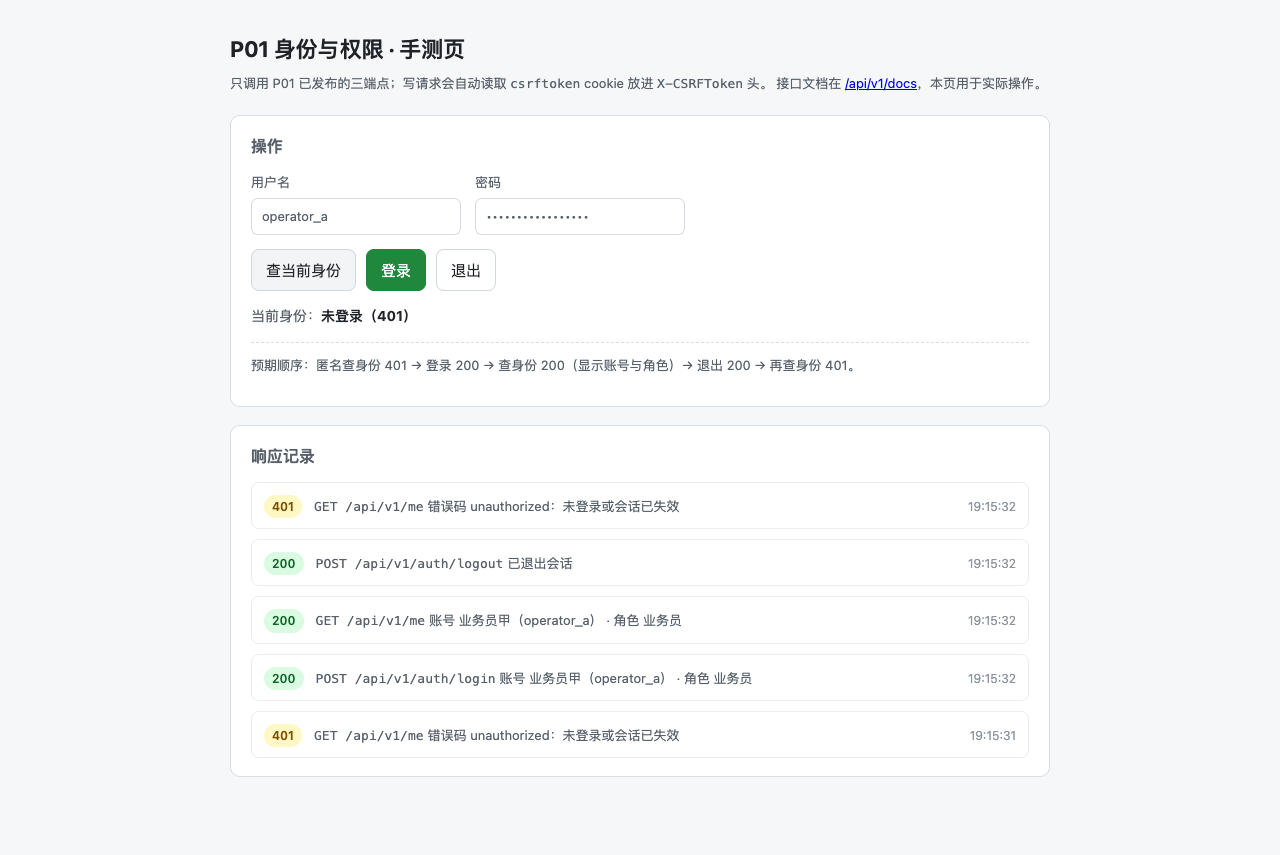 P01 身份与权限 · 手测页
只调用 P01 已发布的三端点；写请求会自动读取 csrftoken cookie 放进 X-CSRFToken 头。 接口文档在 /api/v1/docs，本页用于实际操作。
操作
用户名 密码
operator_a •••••••••••••••••
查当前身份 登录 退出
当前身份：未登录（401）
预期顺序：匿名查身份 401 → 登录 200 → 查身份 200（显示账号与角色）→ 退出 200 → 再查身份 401。
响应记录
401 GET /api/v1/me 错误码 unauthorized：未登录或会话已失效 19:15:32
200 POST /api/v1/auth/logout 已退出会话 19:15:32
200 GET /api/v1/me 账号 业务员甲（operator_a） · 角色 业务员 19:15:32
200 POST /api/v1/auth/login 账号 业务员甲（operator_a） · 角色 业务员 19:15:32
401 GET /api/v1/me 错误码 unauthorized：未登录或会话已失效 19:15:31